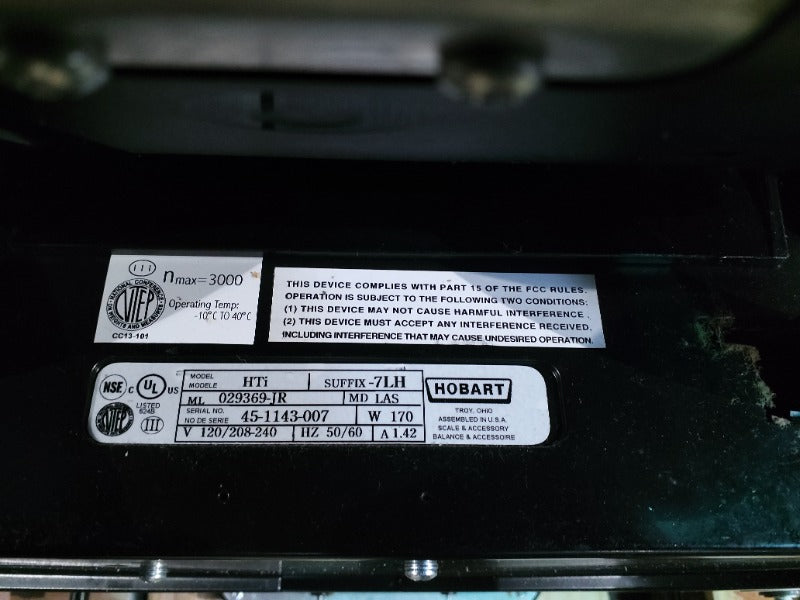 III
nmax=3000
NATIONAL CONFERENCE
ON WEIGHTS AND MEASURES
NTEP
Operating Temp:
-10°C TO 40°C
CC13-101
THIS DEVICE COMPLIES WITH PART 15 OF THE FCC RULES.
OPERATION IS SUBJECT TO THE FOLLOWING TWO CONDITIONS:
(1) THIS DEVICE MAY NOT CAUSE HARMFUL INTERFERENCE
(2) THIS DEVICE MUST ACCEPT ANY INTERFERENCE RECEIVED,
INCLUDING INTERFERENCE THAT MAY CAUSE UNDESIRED OPERATION.
NSF
C UL US
LISTED
NTEP
III
MODEL
MODELE
HTi
SUFFIX -7LH
ML 029369-JR
MD LAS
SERIAL NO.
NO DE SERIE
45-1143-007
W 170
V 120/208-240
HZ 50/60
A 1.42
HOBART
TROY, OHIO
ASSEMBLED IN U.S.A.
SCALE & ACCESSORY
BALANCE & ACCESSOIRE